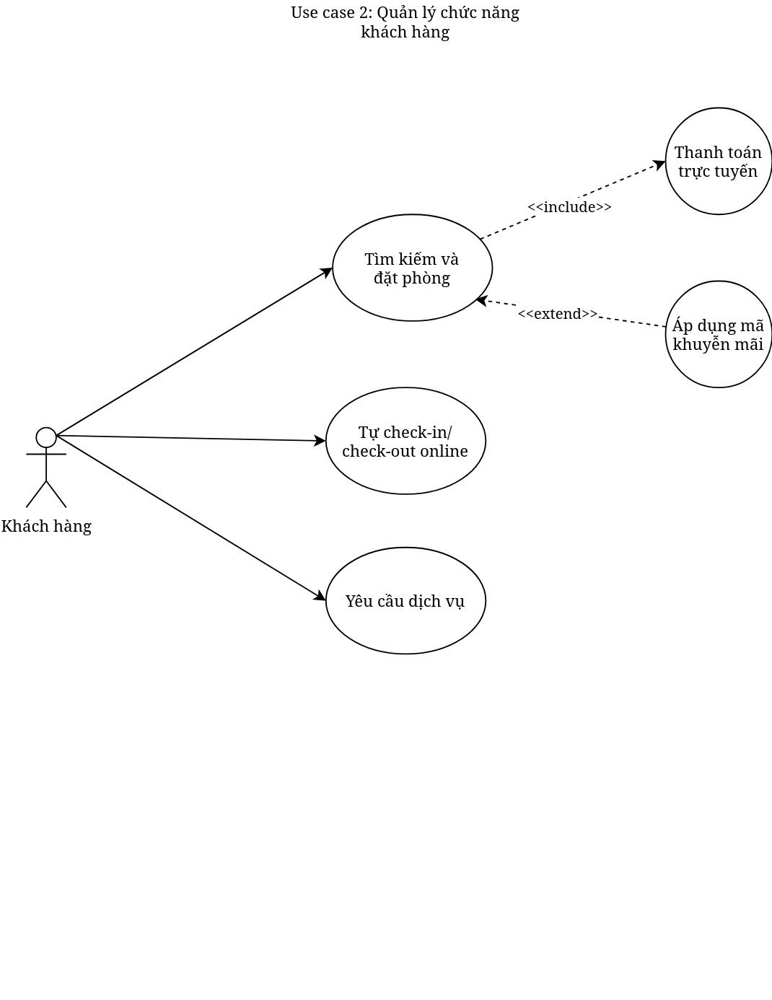 Use case 2: Quản lý chức năng
khách hàng
Thanh toán
trực tuyến
<<include>>
Tìm kiếm và
đặt phòng
<<extend>>
Áp dụng mã
khuyễn mãi
Tự check-in/
check-out online
Khách hàng
Yêu cầu dịch vụ